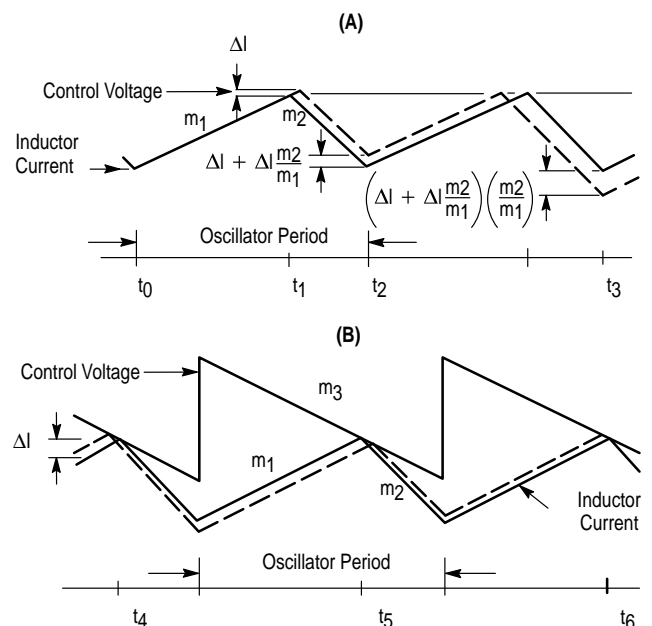 (A)
ΔI
Control Voltage
m1
m2
Inductor
Current
ΔI + ΔI m2/m1
(ΔI + ΔI m2/m1) (m2/m1)
Oscillator Period
t0 t1 t2 t3
(B)
Control Voltage
m3
ΔI
m1
m2
Inductor
Current
Oscillator Period
t4 t5 t6